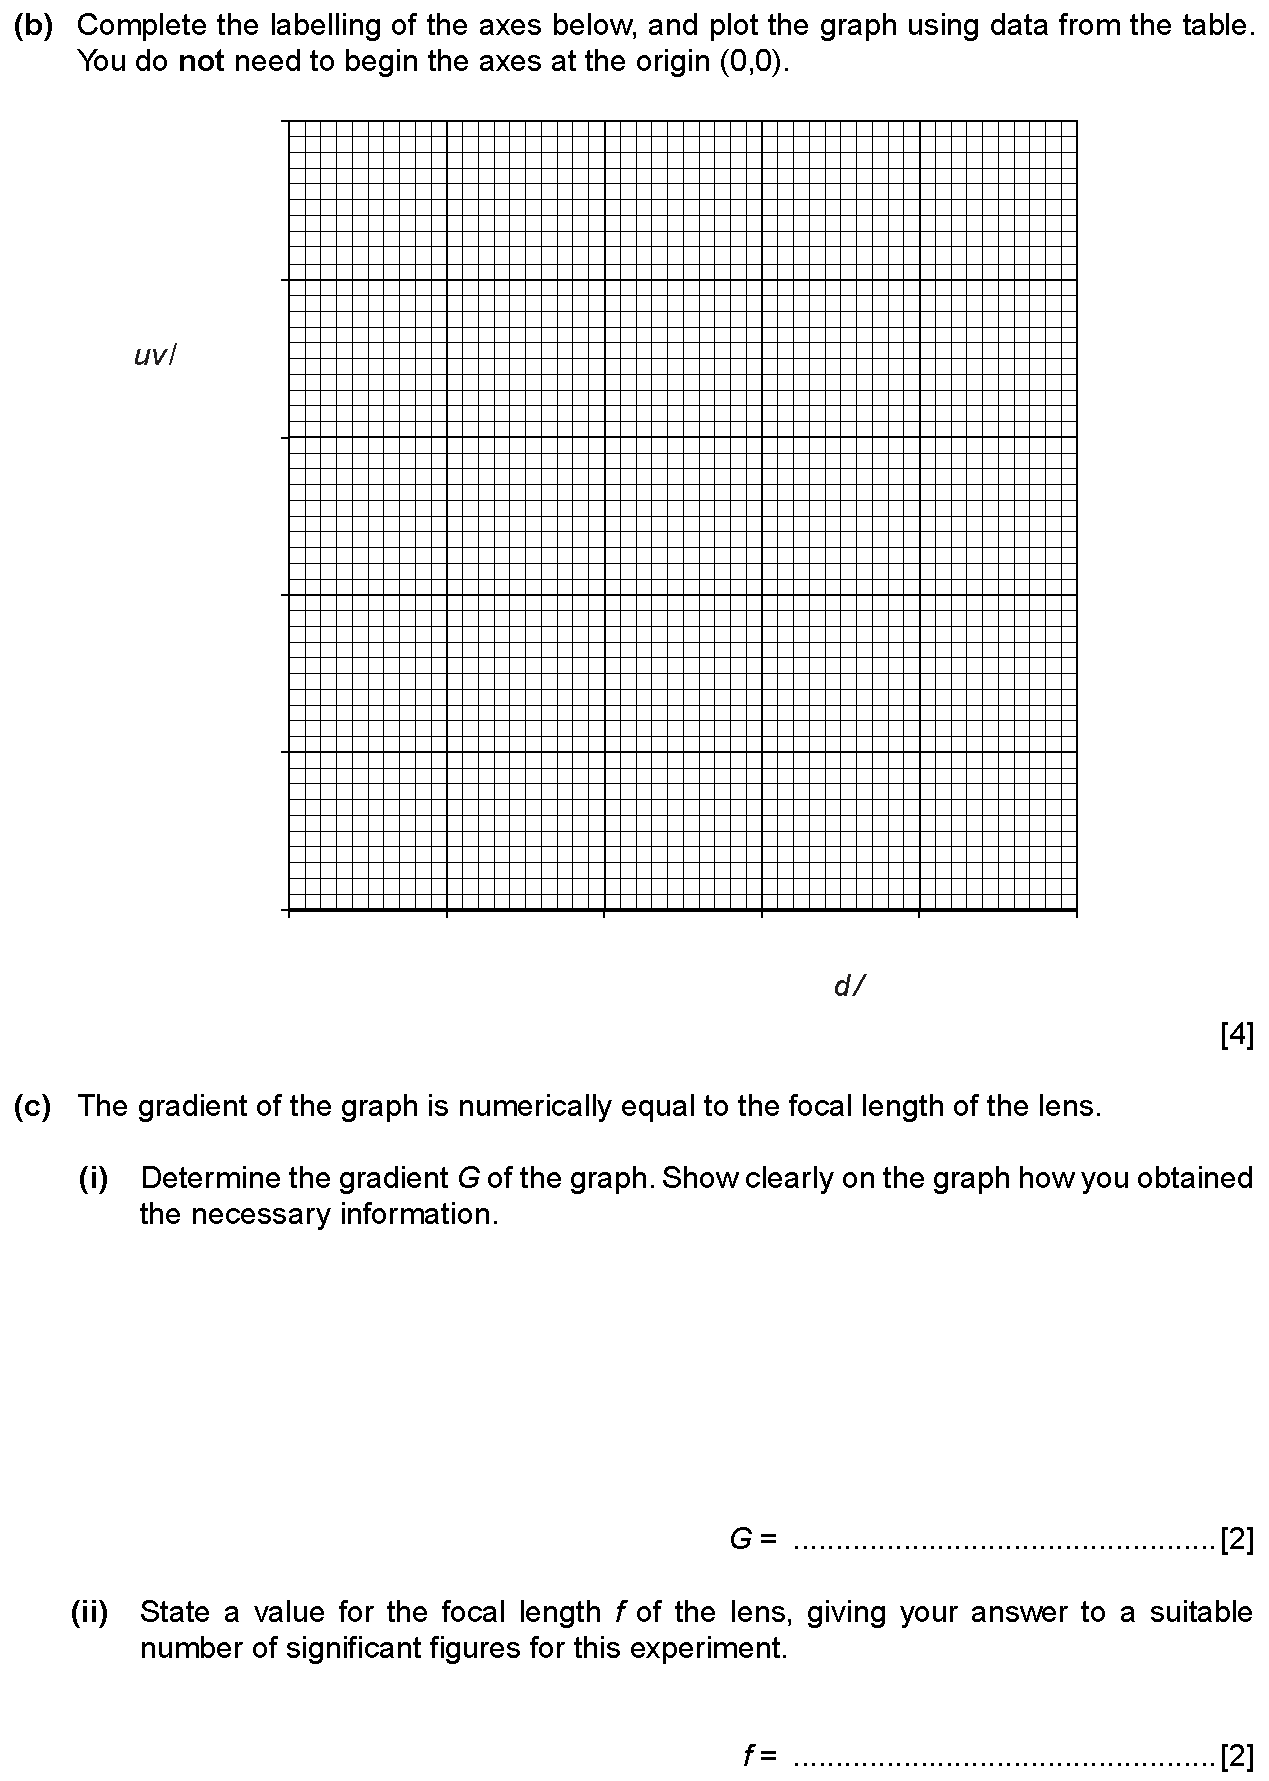 (b) Complete the labelling of the axes below, and plot the graph using data from the table.
You do not need to begin the axes at the origin (0,0).
uv/
d/
[4]
(c) The gradient of the graph is numerically equal to the focal length of the lens.
(i) Determine the gradient G of the graph. Show clearly on the graph how you obtained
the necessary information.
G = .................................................. [2]
(ii) State a value for the focal length f of the lens, giving your answer to a suitable
number of significant figures for this experiment.
f = .................................................. [2]